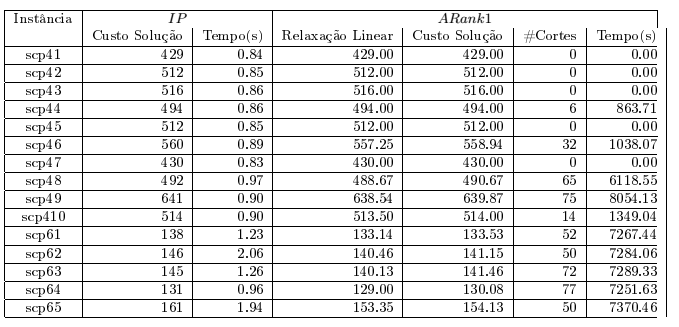 Instância IP ARank1
Custo Solução Tempo(s) Relaxação Linear Custo Solução #Cortes Tempo(s)
scp41 429 0.84 429.00 429.00 0 0.00
scp42 512 0.85 512.00 512.00 0 0.00
scp43 516 0.86 516.00 516.00 0 0.00
scp44 494 0.86 494.00 494.00 6 863.71
scp45 512 0.85 512.00 512.00 0 0.00
scp46 560 0.89 557.25 558.94 32 1038.07
scp47 430 0.83 430.00 430.00 0 0.00
scp48 492 0.97 488.67 490.67 65 6118.55
scp49 641 0.90 638.54 639.87 75 8054.13
scp410 514 0.90 513.50 514.00 14 1349.04
scp61 138 1.23 133.14 133.53 52 7267.44
scp62 146 2.06 140.46 141.15 50 7284.06
scp63 145 1.26 140.13 141.46 72 7289.33
scp64 131 0.96 129.00 130.08 77 7251.63
scp65 161 1.94 153.35 154.13 50 7370.46